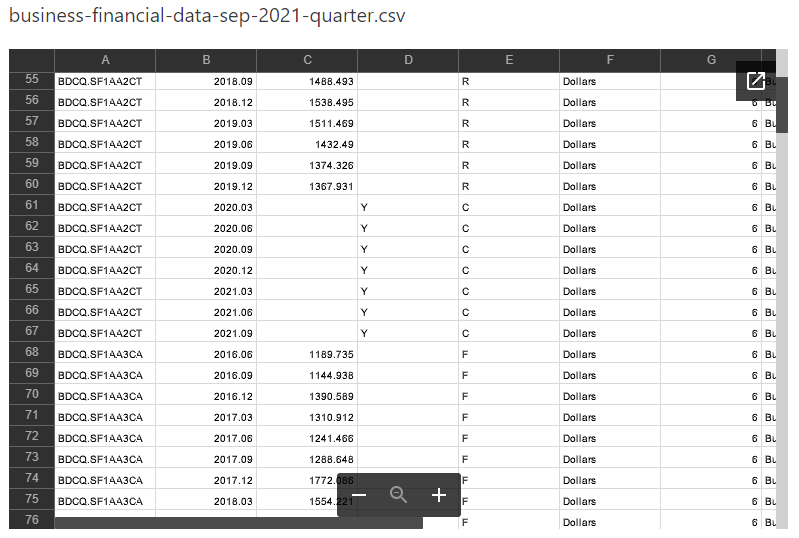 business-financial-data-sep-2021-quarter.csv
A B C D E F G
55 BDCQ.SF1AA2CT 2018.09 1488.493 R Dollars
56 BDCQ.SF1AA2CT 2018.12 1538.495 R Dollars 6 Bu
57 BDCQ.SF1AA2CT 2019.03 1511.469 R Dollars 6 Bu
58 BDCQ.SF1AA2CT 2019.06 1432.49 R Dollars 6 Bu
59 BDCQ.SF1AA2CT 2019.09 1374.326 R Dollars 6 Bu
60 BDCQ.SF1AA2CT 2019.12 1367.931 R Dollars 6 Bu
61 BDCQ.SF1AA2CT 2020.03 Y C Dollars 6 Bu
62 BDCQ.SF1AA2CT 2020.06 Y C Dollars 6 Bu
63 BDCQ.SF1AA2CT 2020.09 Y C Dollars 6 Bu
64 BDCQ.SF1AA2CT 2020.12 Y C Dollars 6 Bu
65 BDCQ.SF1AA2CT 2021.03 Y C Dollars 6 Bu
66 BDCQ.SF1AA2CT 2021.06 Y C Dollars 6 Bu
67 BDCQ.SF1AA2CT 2021.09 Y C Dollars 6 Bu
68 BDCQ.SF1AA3CA 2016.06 1189.735 F Dollars 6 Bu
69 BDCQ.SF1AA3CA 2016.09 1144.938 F Dollars 6 Bu
70 BDCQ.SF1AA3CA 2016.12 1390.589 F Dollars 6 Bu
71 BDCQ.SF1AA3CA 2017.03 1310.912 F Dollars 6 Bu
72 BDCQ.SF1AA3CA 2017.06 1241.466 F Dollars 6 Bu
73 BDCQ.SF1AA3CA 2017.09 1288.648 F Dollars 6 Bu
74 BDCQ.SF1AA3CA 2017.12 1772.086 F Dollars 6 Bu
75 BDCQ.SF1AA3CA 2018.03 1554.221 F Dollars 6 Bu
76 F Dollars 6 Bu